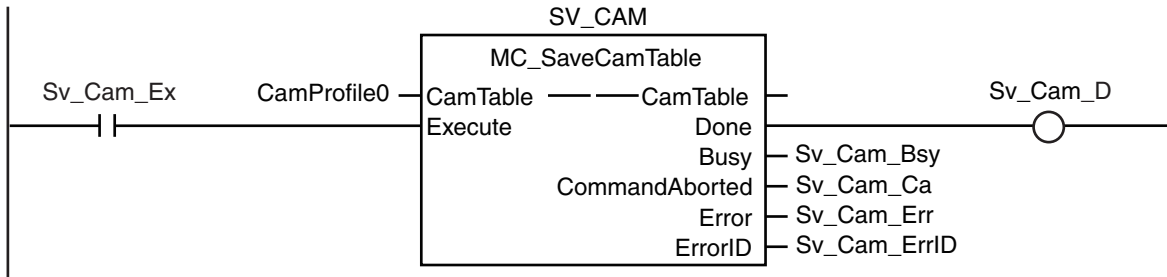 SV_CAM
MC_SaveCamTable
Sv_Cam_Ex CamProfile0 CamTable CamTable Sv_Cam_D
Execute Done
Busy Sv_Cam_Bsy
CommandAborted Sv_Cam_Ca
Error Sv_Cam_Err
ErrorID Sv_Cam_ErrID